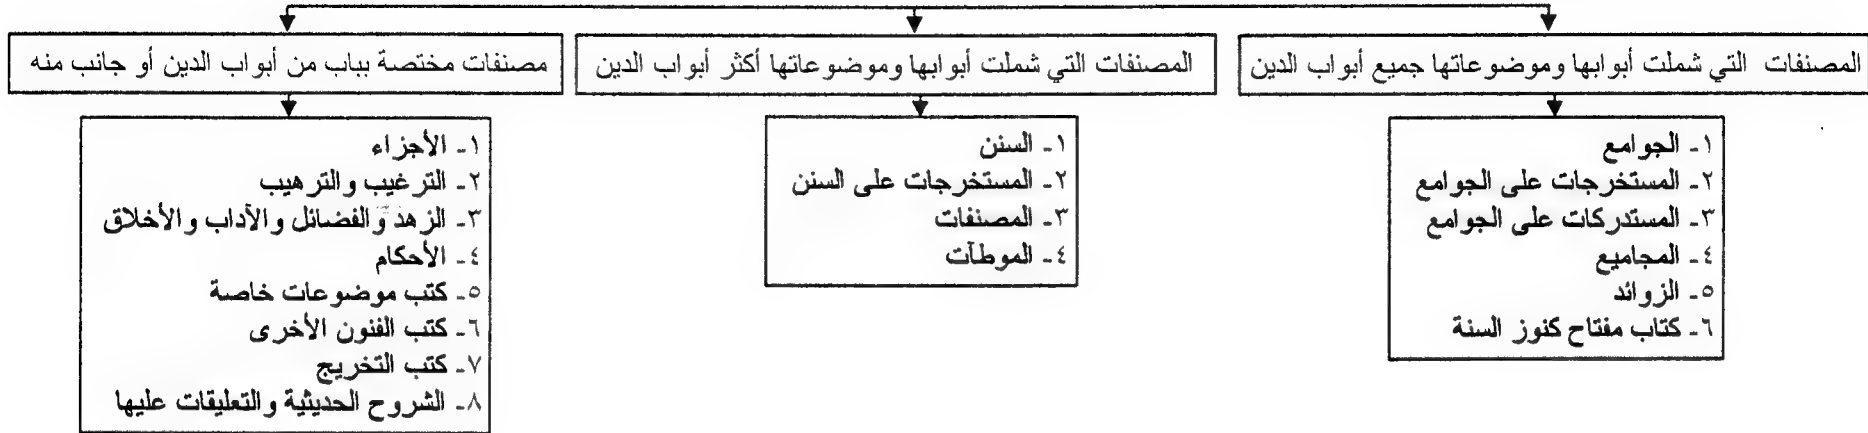 المصنفات التي شملت أبوابها وموضوعاتها جميع أبواب الدين
١- الجوامع
٢- المستخرجات على الجوامع
٣- المستدركات على الجوامع
٤- المجاميع
٥- الزوائد
٦- كتاب مفتاح كنوز السنة
المصنفات التي شملت أبوابها وموضوعاتها أكثر أبواب الدين
١- السنن
٢- المستخرجات على السنن
٣- المصنفات
٤- الموطآت
مصنفات مختصة بباب من أبواب الدين أو جانب منه
١- الأجزاء
٢- الترغيب والترهيب
٣- الزهد والفضائل والآداب والأخلاق
٤- الأحكام
٥- كتب موضوعات خاصة
٦- كتب الفنون الأخرى
٧- كتب التخريج
٨- الشروح الحديثية والتعليقات عليها